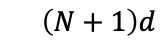 (N + 1)d